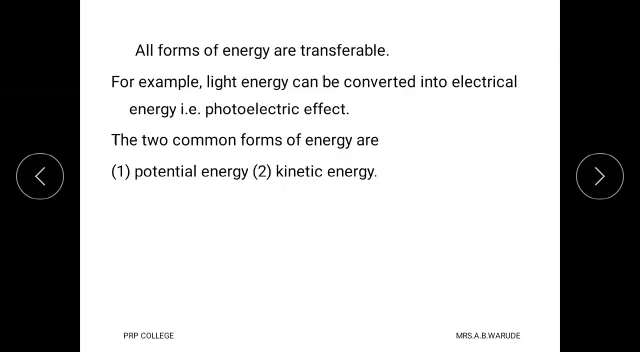 All forms of energy are transferable.
For example, light energy can be converted into electrical
energy i.e. photoelectric effect.
The two common forms of energy are
(1) potential energy (2) kinetic energy.
PRP COLLEGE
MRS.A.B.WARUDE